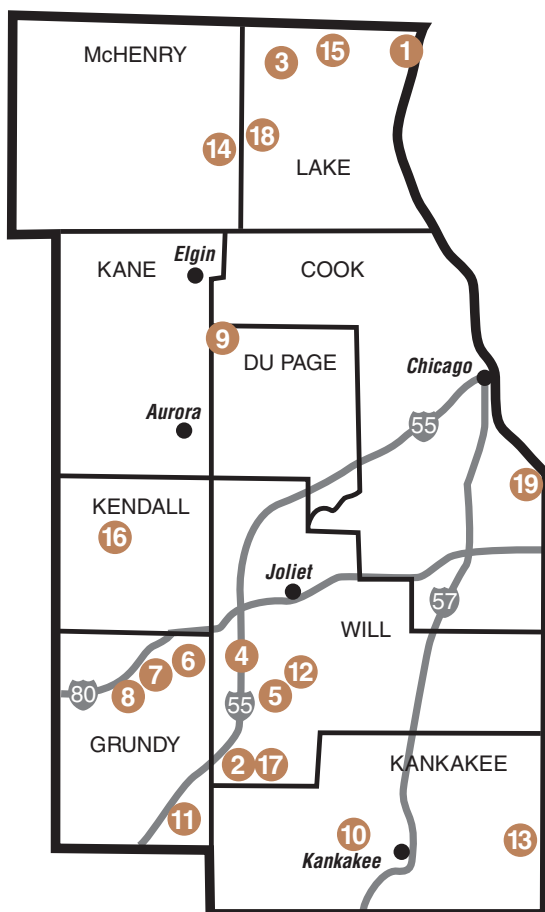 McHENRY
3
15
1
14
18
LAKE
KANE
Elgin
COOK
9
DU PAGE
Chicago
Aurora
55
KENDALL
16
19
Joliet
57
WILL
4
6
7
12
5
8
80
55
GRUNDY
2
17
KANKAKEE
11
10
13
Kankakee